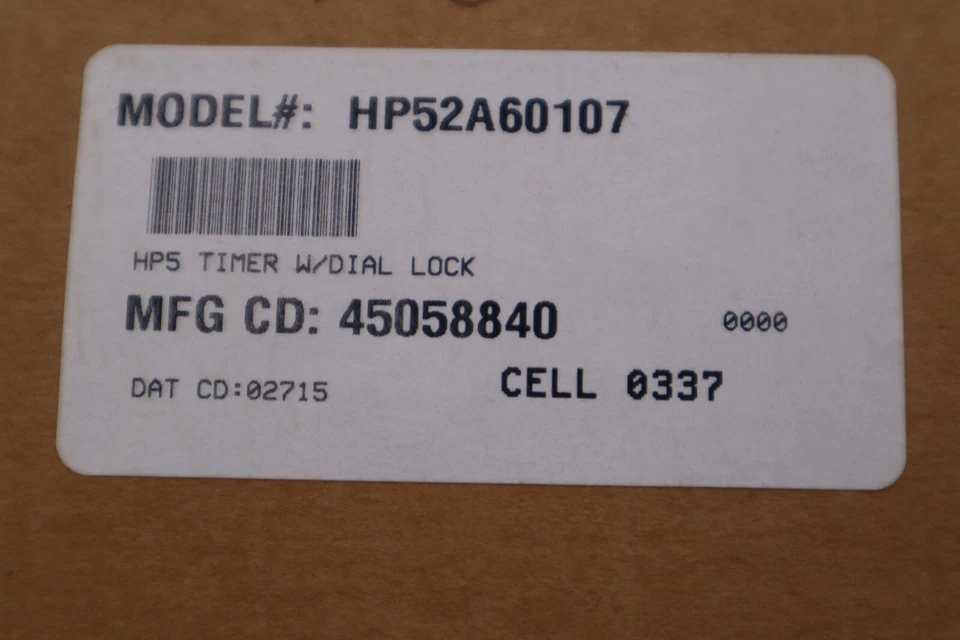 MODEL#: HP52A60107
HP5 TIMER W/DIAL LOCK
MFG CD: 45058840 0000
DAT CD:02715 CELL 0337